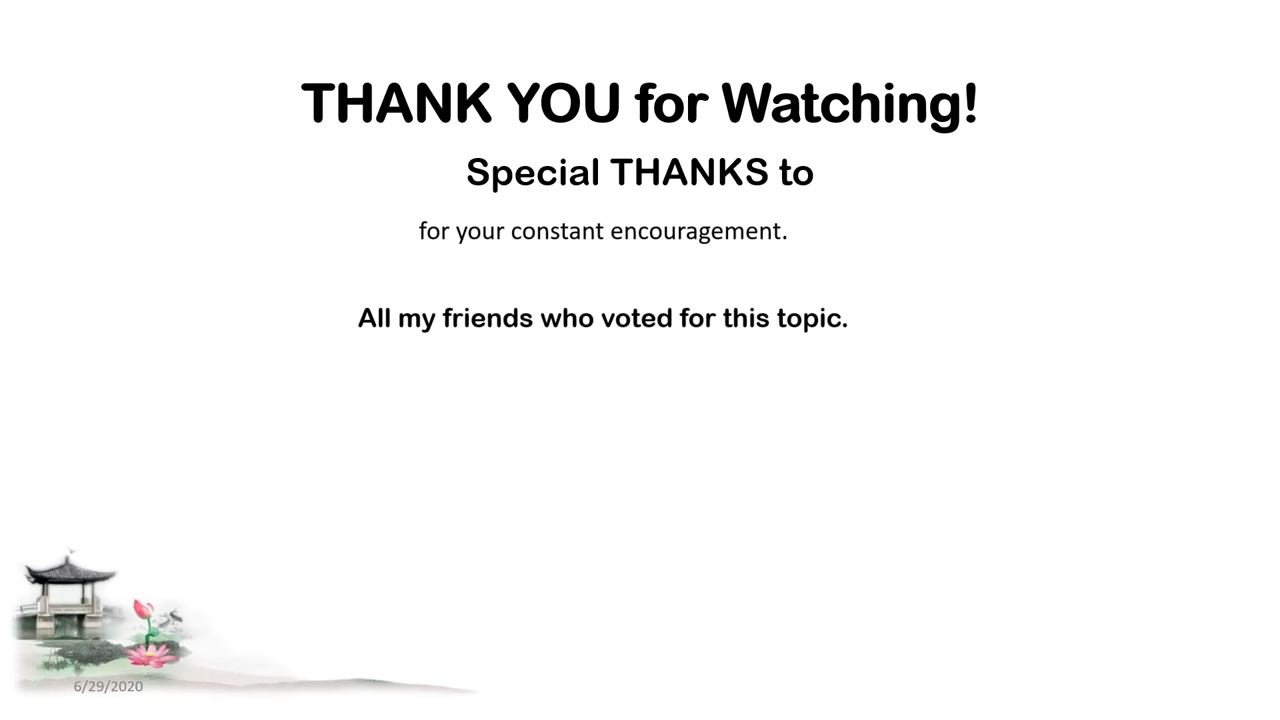 THANK YOU for Watching!
Special THANKS to
for your constant encouragement.
All my friends who voted for this topic.
6/29/2020